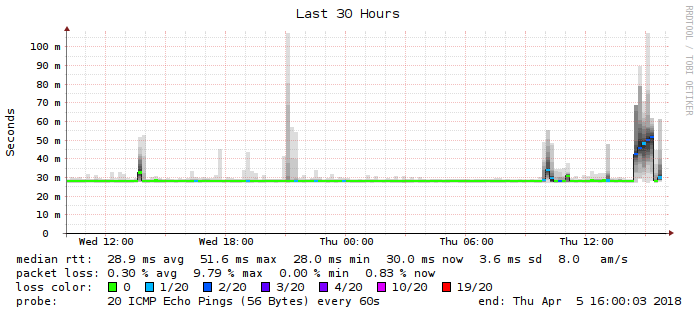 Last 30 Hours
RRDTOOL / TOBI OETIKER
Seconds
100 m
90 m
80 m
70 m
60 m
50 m
40 m
30 m
20 m
10 m
0
Wed 12:00 Wed 18:00 Thu 00:00 Thu 06:00 Thu 12:00
median rtt: 28.9 ms avg 51.6 ms max 28.0 ms min 30.0 ms now 3.6 ms sd 8.0 am/s
packet loss: 0.30 % avg 9.79 % max 0.00 % min 0.83 % now
loss color: 0 1/20 2/20 3/20 4/20 10/20 19/20
probe: 20 ICMP Echo Pings (56 Bytes) every 60s end: Thu Apr 5 16:00:03 2018